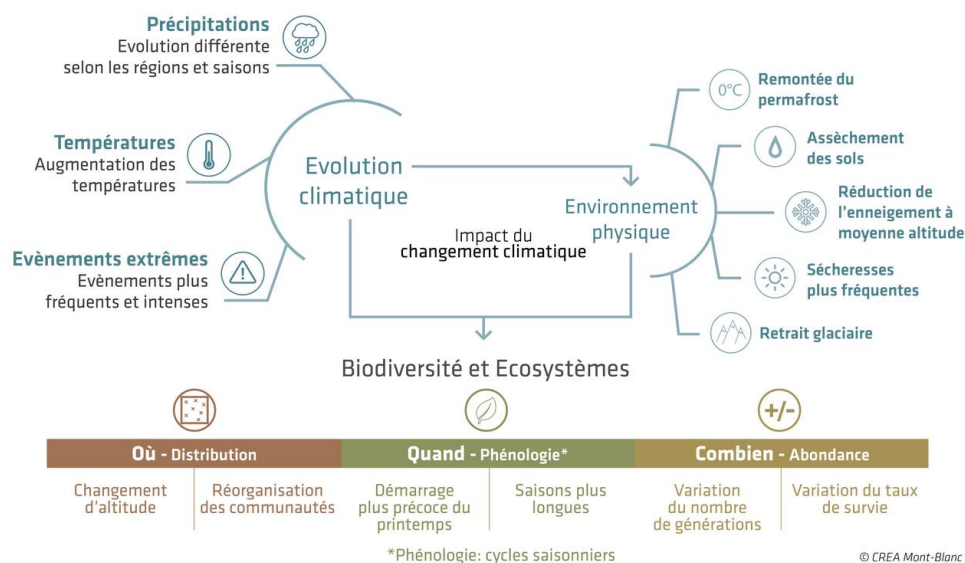 Précipitations
Evolution différente
selon les régions et saisons
Températures
Augmentation des
températures
Evènements extrêmes
Evènements plus
fréquents et intenses
Evolution
climatique
Impact du
changement climatique
Environnement
physique
0°C
Remontée du
permafrost
Assèchement
des sols
Réduction de
l'enneigement à
moyenne altitude
Sécheresses
plus fréquentes
Retrait glaciaire
Biodiversité et Ecosystèmes
+/-
Où - Distribution
Quand - Phénologie*
Combien - Abondance
Changement
d'altitude
Réorganisation
des communautés
Démarrage
plus précoce du
printemps
Saisons plus
longues
Variation
du nombre
de générations
Variation du taux
de survie
*Phénologie: cycles saisonniers
© CREA Mont-Blanc